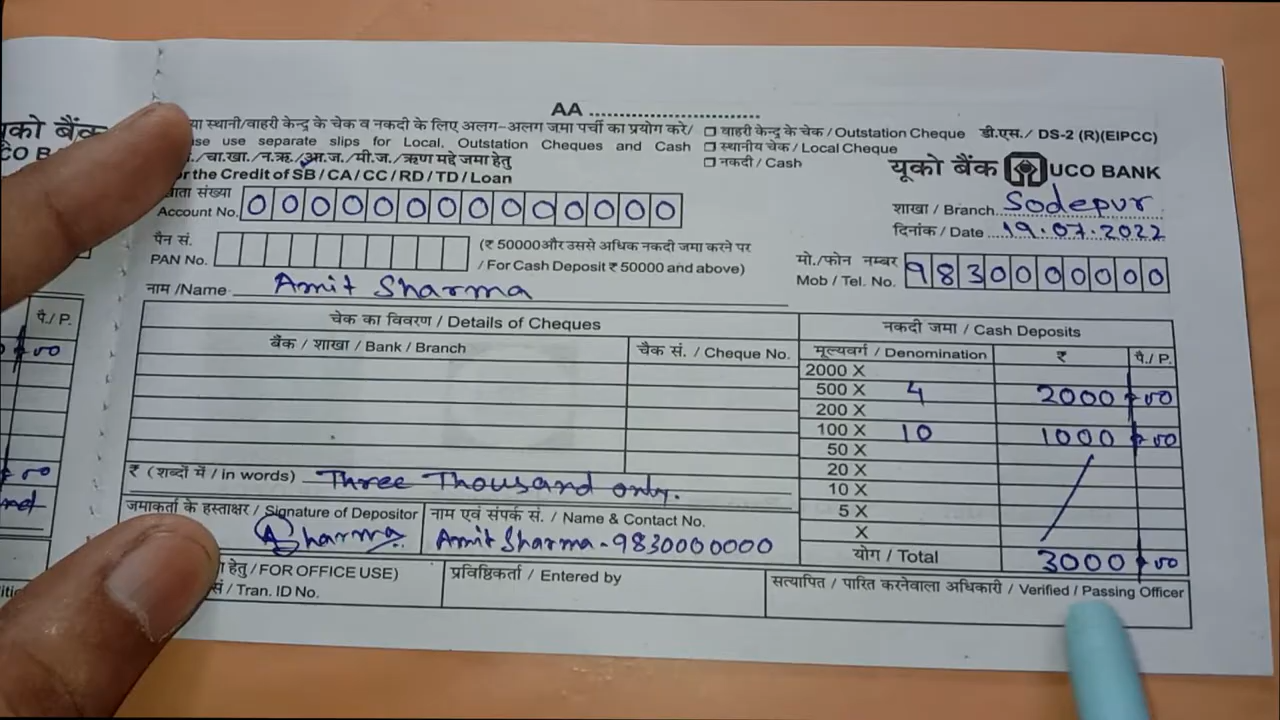 AA
स्थानी/वाहरी केन्द्र के चेक व नकदी के लिए अलग-अलग जमा पर्ची का प्रयोग करे/
use separate slips for Local, Outstation Cheques and Cash
चा.खा./न.ऋ./आ.ज./मी.ज./ऋण मद्दे जमा हेतु
the Credit of SB / CA / CC / RD / TD / Loan
वाहरी केन्द्र के चेक / Outstation Cheque
स्थानीय चेक / Local Cheque
नकदी / Cash
डी.एस./ DS-2 (R)(EIPCC)
यूको बैंक UCO BANK
शाखा / Branch Sodepur
दिनांक / Date 19.07.2022
संख्या
Account No. 0 0 0 0 0 0 0 0 0 0 0 0 0 0
पैन सं.
PAN No.
(₹ 50000 और उससे अधिक नकदी जमा करने पर
/ For Cash Deposit ₹ 50000 and above)
मो./फोन नम्बर
Mob / Tel. No. 9 8 3 0 0 0 0 0 0 0
नाम /Name Amit Sharma
चेक का विवरण / Details of Cheques
बैंक / शाखा / Bank / Branch चैक सं. / Cheque No.
नकदी जमा / Cash Deposits
मूल्यवर्ग / Denomination ₹ पै./ P.
2000 X
500 X 4 2000 00
200 X
100 X 10 1000 00
50 X
20 X
10 X
5 X
X
योग / Total 3000 00
₹ (शब्दों में / in words) Three Thousand only.
जमाकर्ता के हस्ताक्षर / Signature of Depositor
ASharma
नाम एवं संपर्क सं. / Name & Contact No.
Amit Sharma - 9830000000
हेतु / FOR OFFICE USE)
/ Tran. ID No.
प्रविष्टिकर्ता / Entered by
सत्यापित / पारित करनेवाला अधिकारी / Verified / Passing Officer
यूको बैंक
पै./ P.
00
00